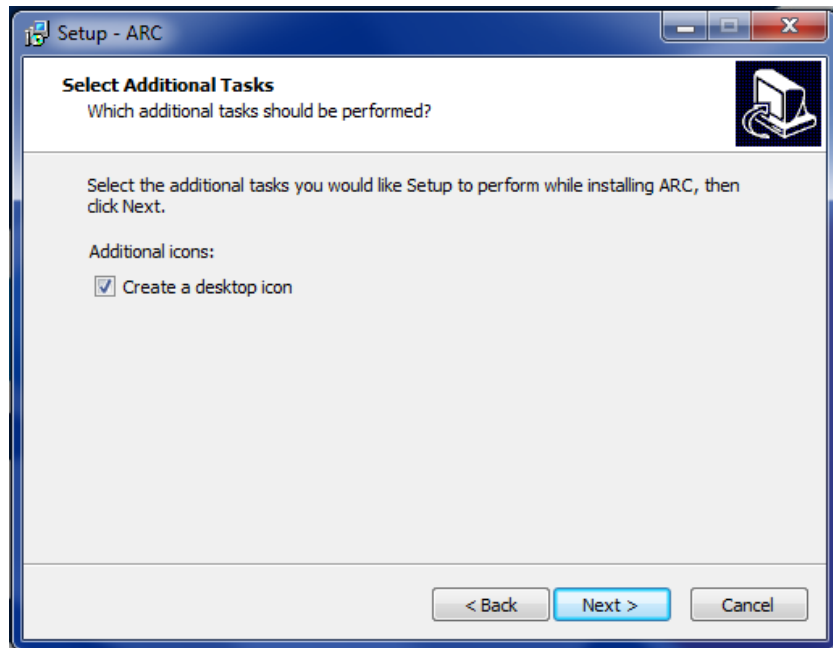 Setup - ARC
Select Additional Tasks
Which additional tasks should be performed?
Select the additional tasks you would like Setup to perform while installing ARC, then
click Next.
Additional icons:
Create a desktop icon
< Back Next > Cancel